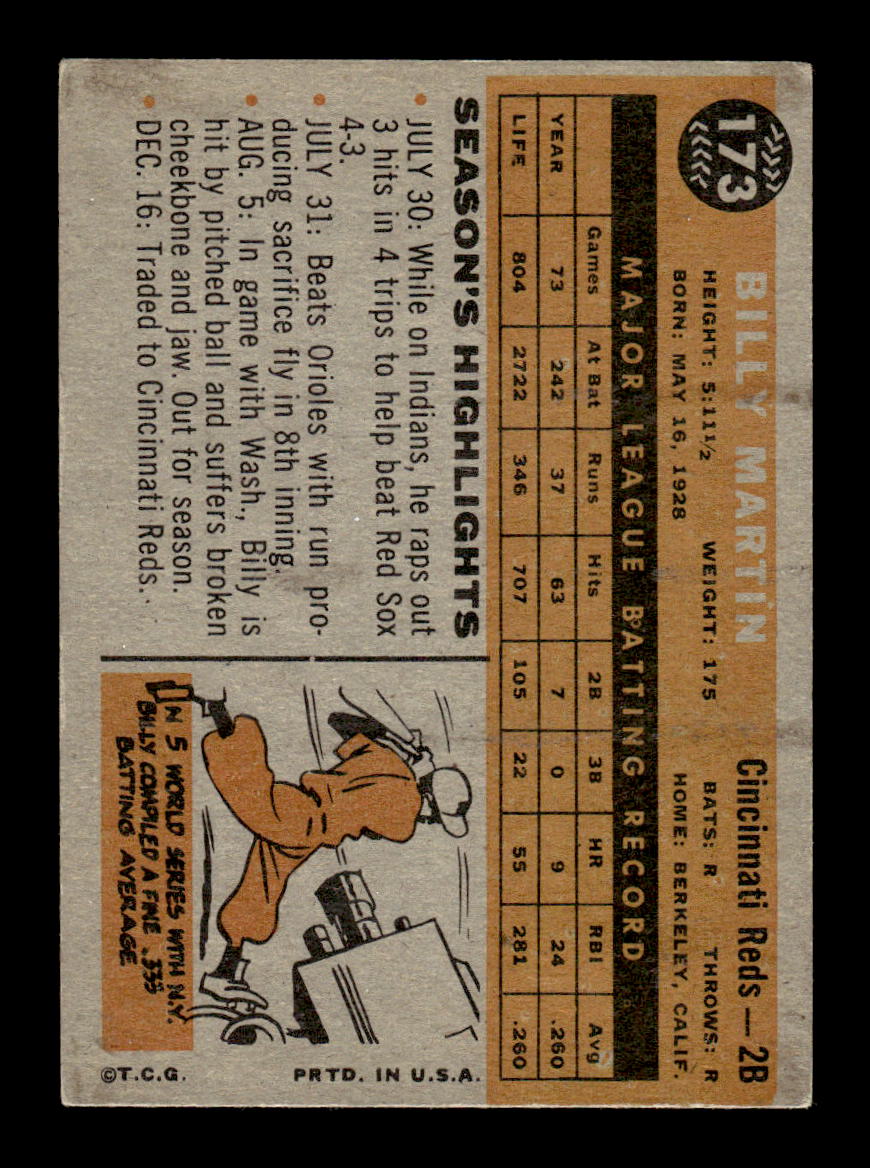 173
BILLY MARTIN Cincinnati Reds — 2B
HEIGHT: 5:11½ WEIGHT: 175 BATS: R THROWS: R
BORN: MAY 16, 1928 HOME: BERKELEY, CALIF.
MAJOR LEAGUE BATTING RECORD
Games At Bat Runs Hits 2B 3B HR RBI Avg
YEAR 73 242 37 63 7 0 9 24 .260
LIFE 804 2722 346 707 105 22 55 281 .260
SEASON'S HIGHLIGHTS
• JULY 30: While on Indians, he raps out
3 hits in 4 trips to help beat Red Sox
4-3.
• JULY 31: Beats Orioles with run pro-
ducing sacrifice fly in 8th inning.
• AUG. 5: In game with Wash., Billy is
hit by pitched ball and suffers broken
cheekbone and jaw. Out for season.
• DEC. 16: Traded to Cincinnati Reds.
IN 5 WORLD SERIES WITH N.Y.
BILLY COMPILED A FINE .333
BATTING AVERAGE
©T.C.G. PRTD. IN U.S.A.